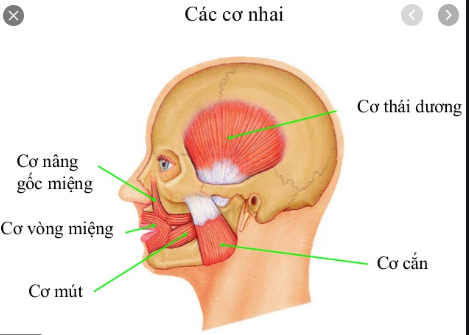 Các cơ nhai
Cơ thái dương
Cơ nâng
gốc miệng
Cơ vòng miệng
Cơ cắn
Cơ mút